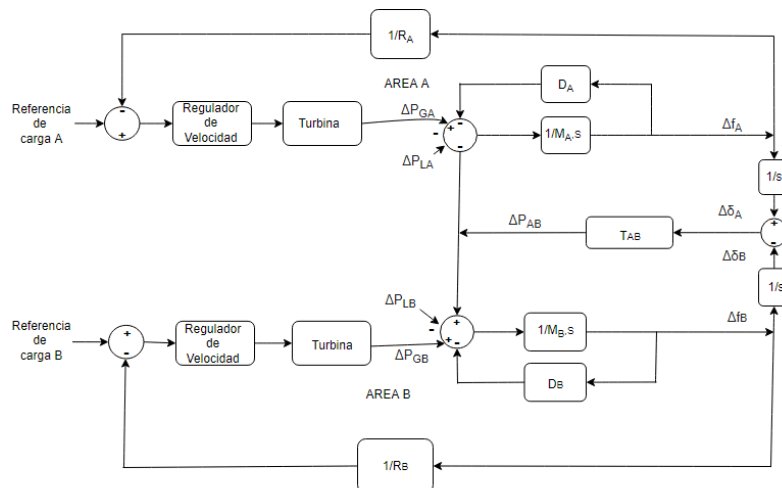 1/RA
AREA A
DA
Referencia
de
carga A
-
+
Regulador
de
Velocidad
Turbina
ΔPGA
-
+
-
-
1/MA.s
ΔfA
ΔPLA
1/s
ΔPAB
TAB
ΔδA
+
-
ΔδB
1/s
ΔPLB
-
Referencia
de
carga B
+
-
Regulador
de
Velocidad
Turbina
ΔPGB
+
+
-
1/MB.s
ΔfB
DB
AREA B
1/RB